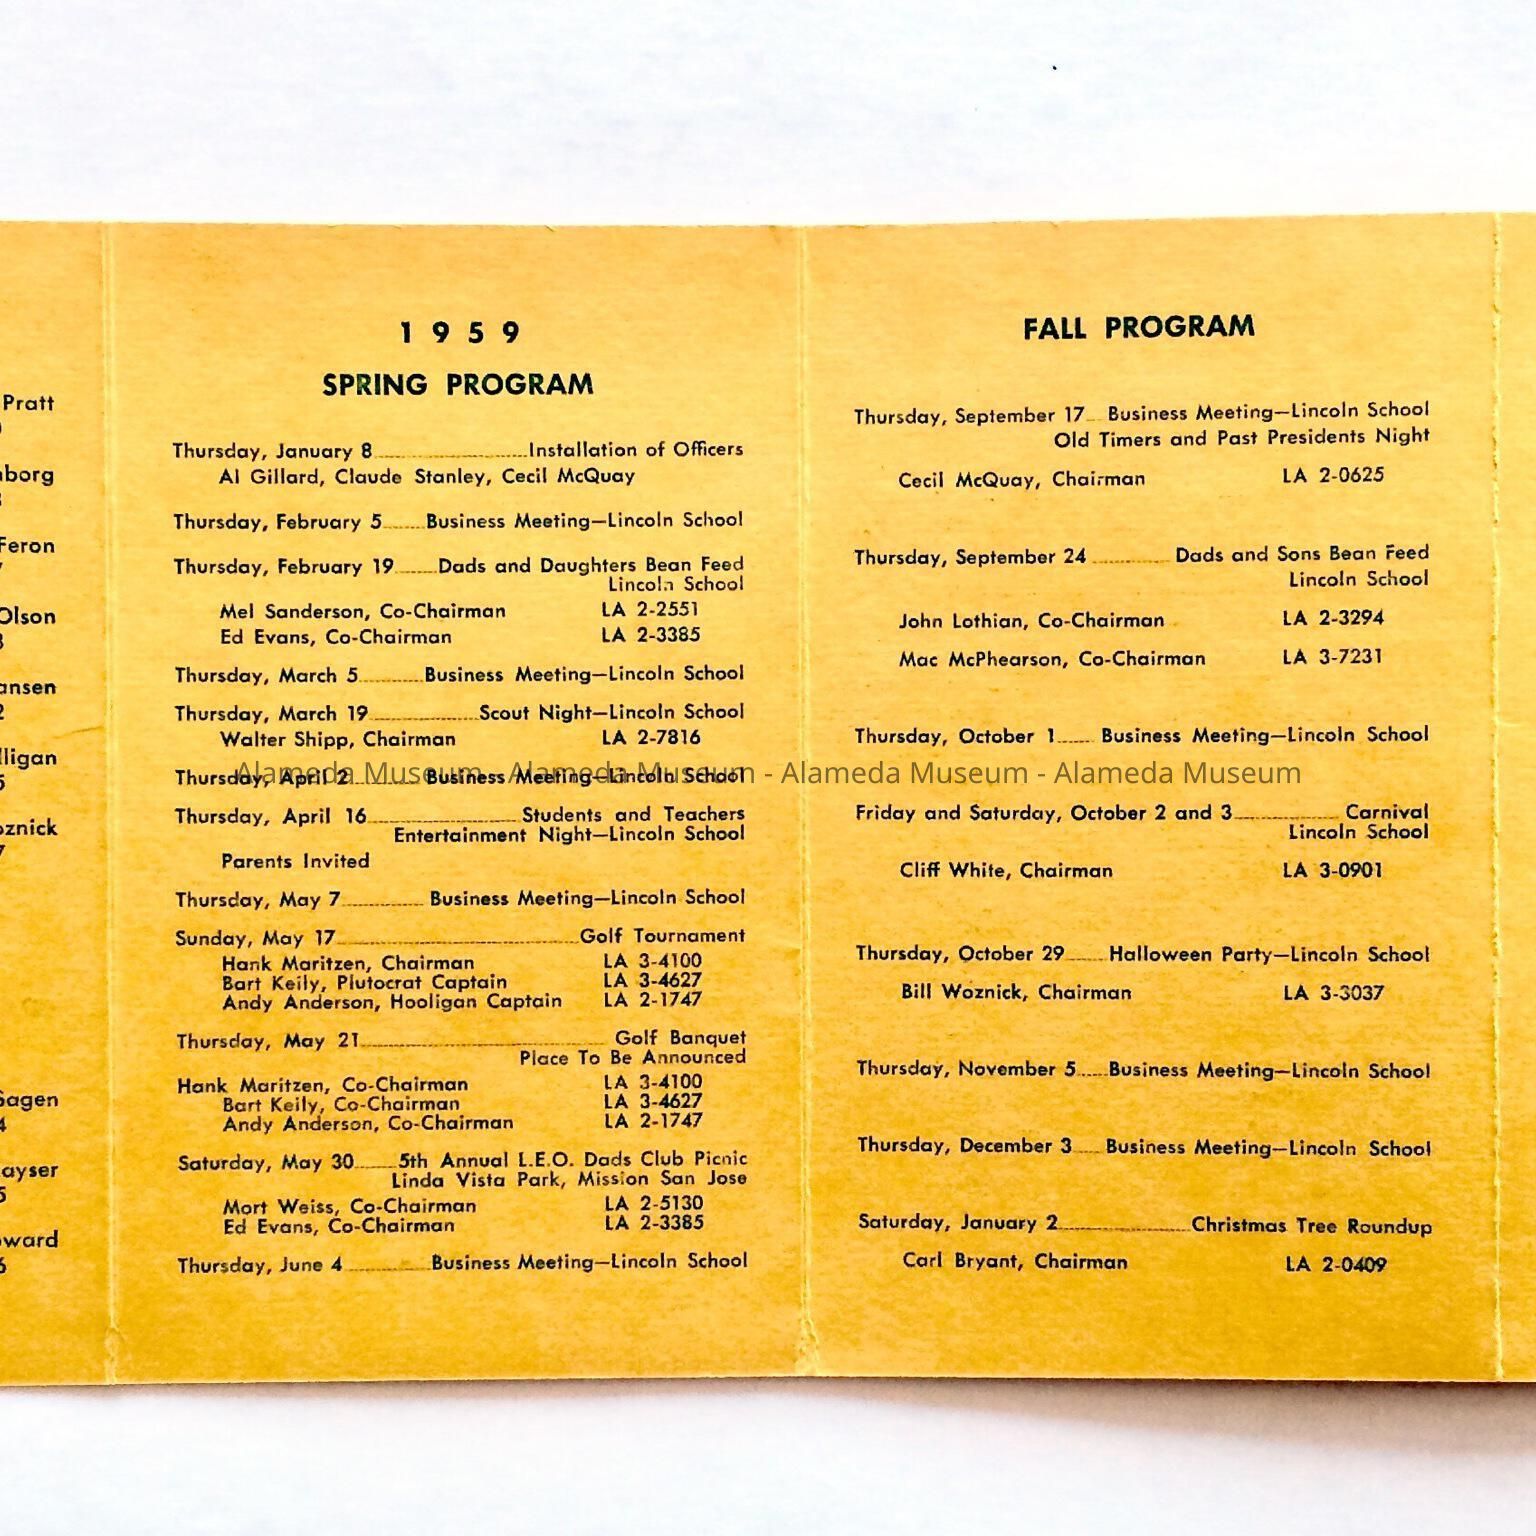 Pratt
Feron
Olson
1 9 5 9
SPRING PROGRAM
Thursday, January 8 Installation of Officers
Al Gillard, Claude Stanley, Cecil McQuay
Thursday, February 5 Business Meeting—Lincoln School
Thursday, February 19 Dads and Daughters Bean Feed
Lincoln School
Mel Sanderson, Co-Chairman LA 2-2551
Ed Evans, Co-Chairman LA 2-3385
Thursday, March 5 Business Meeting—Lincoln School
Thursday, March 19 Scout Night—Lincoln School
Walter Shipp, Chairman LA 2-7816
Thursday, April 2 Business Meeting—Lincoln School
Alameda Museum - Alameda Museum - Alameda Museum - Alameda Museum
Thursday, April 16 Students and Teachers
Entertainment Night—Lincoln School
Parents Invited
Thursday, May 7 Business Meeting—Lincoln School
Sunday, May 17 Golf Tournament
Hank Maritzen, Chairman LA 3-4100
Bart Keily, Plutocrat Captain LA 3-4627
Andy Anderson, Hooligan Captain LA 2-1747
Thursday, May 21 Golf Banquet
Place To Be Announced
Hank Maritzen, Co-Chairman LA 3-4100
Bart Keily, Co-Chairman LA 3-4627
Andy Anderson, Co-Chairman LA 2-1747
Saturday, May 30 5th Annual L.E.O. Dads Club Picnic
Linda Vista Park, Mission San Jose
Mort Weiss, Co-Chairman LA 2-5130
Ed Evans, Co-Chairman LA 2-3385
Thursday, June 4 Business Meeting—Lincoln School
FALL PROGRAM
Thursday, September 17 Business Meeting—Lincoln School
Old Timers and Past Presidents Night
Cecil McQuay, Chairman LA 2-0625
Thursday, September 24 Dads and Sons Bean Feed
Lincoln School
John Lothian, Co-Chairman LA 2-3294
Mac McPhearson, Co-Chairman LA 3-7231
Thursday, October 1 Business Meeting—Lincoln School
Friday and Saturday, October 2 and 3 Carnival
Lincoln School
Cliff White, Chairman LA 3-0901
Thursday, October 29 Halloween Party—Lincoln School
Bill Woznick, Chairman LA 3-3037
Thursday, November 5 Business Meeting—Lincoln School
Thursday, December 3 Business Meeting—Lincoln School
Saturday, January 2 Christmas Tree Roundup
Carl Bryant, Chairman LA 2-0409